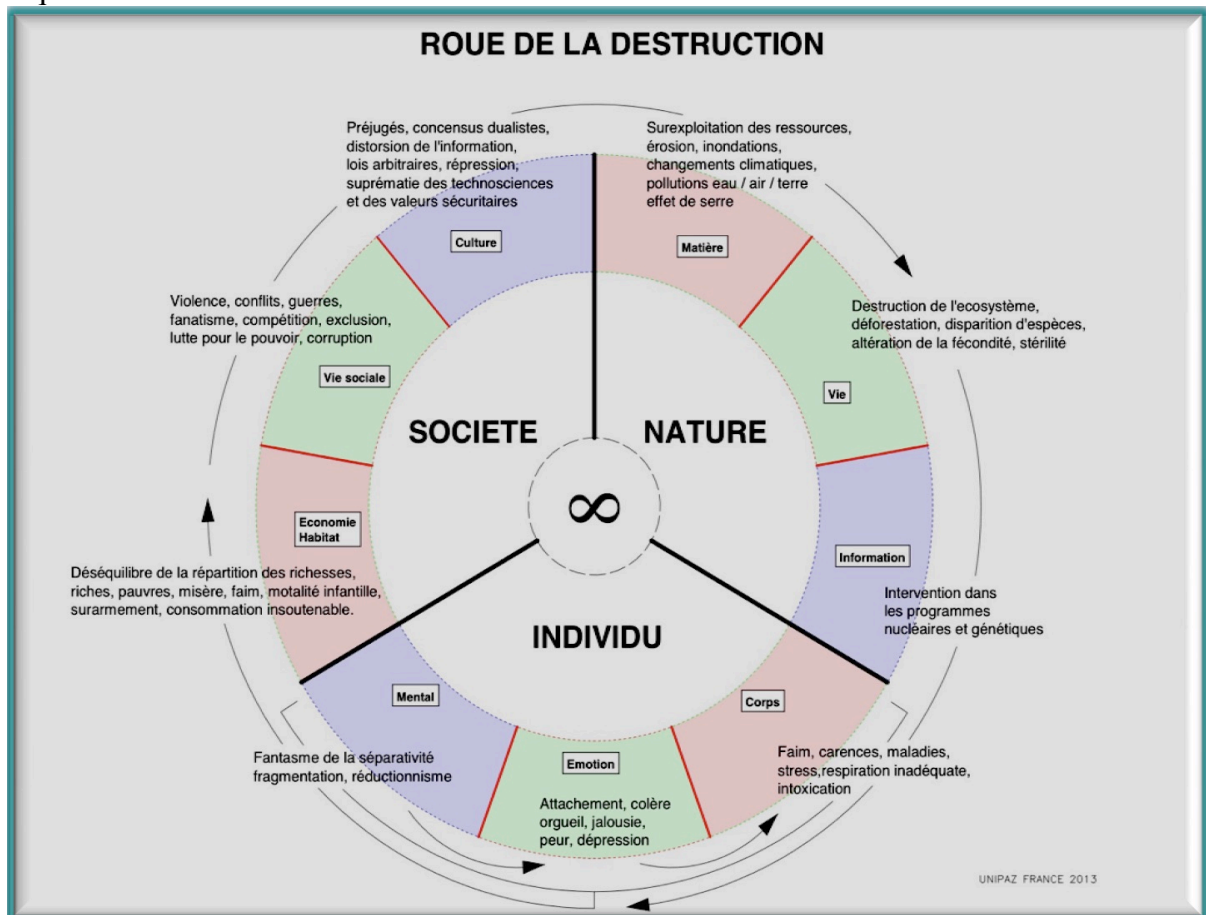 ROUE DE LA DESTRUCTION
Préjugés, concensus dualistes,
distorsion de l'information,
lois arbitraires, répression,
suprématie des technosciences
et des valeurs sécuritaires
Culture
Surexploitation des ressources,
érosion, inondations,
changements climatiques,
pollutions eau / air / terre
effet de serre
Matière
Violence, conflits, guerres,
fanatisme, compétition, exclusion,
lutte pour le pouvoir, corruption
Vie sociale
Destruction de l'ecosystème,
déforestation, disparition d'espèces,
altération de la fécondité, stérilité
Vie
SOCIETE
NATURE
∞
Economie
Habitat
Déséquilibre de la répartition des richesses,
riches, pauvres, misère, faim, motalité infantille,
surarmement, consommation insoutenable.
Information
Intervention dans
les programmes
nucléaires et génétiques
INDIVIDU
Mental
Fantasme de la séparativité
fragmentation, réductionnisme
Emotion
Attachement, colère
orgueil, jalousie,
peur, dépression
Corps
Faim, carences, maladies,
stress,respiration inadéquate,
intoxication
UNIPAZ FRANCE 2013